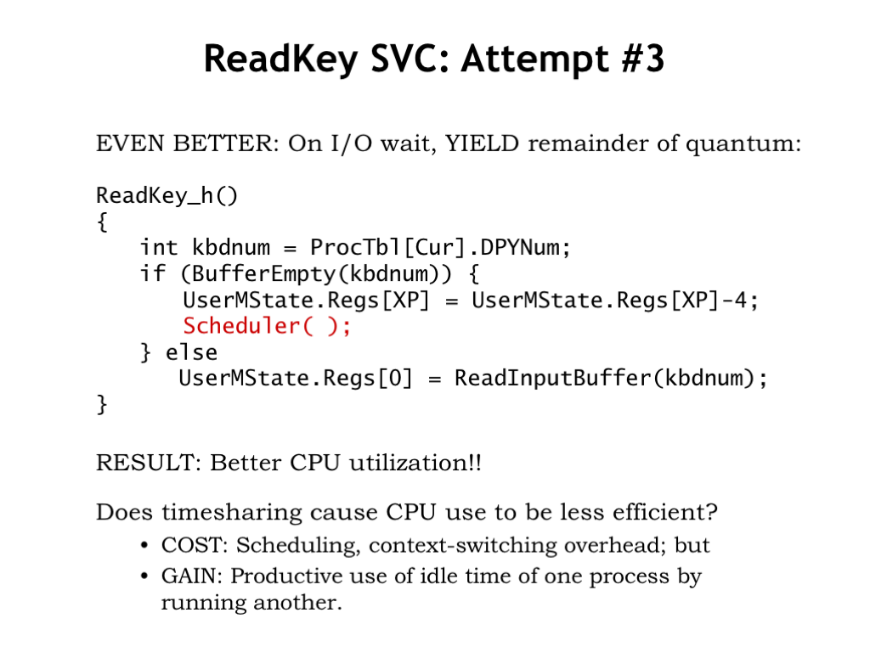 ReadKey SVC: Attempt #3
EVEN BETTER: On I/O wait, YIELD remainder of quantum:
ReadKey_h()
{
int kbdnum = ProcTbl[Cur].DPYNum;
if (BufferEmpty(kbdnum)) {
UserMState.Regs[XP] = UserMState.Regs[XP]-4;
Scheduler( );
} else
UserMState.Regs[0] = ReadInputBuffer(kbdnum);
}
RESULT: Better CPU utilization!!
Does timesharing cause CPU use to be less efficient?
• COST: Scheduling, context-switching overhead; but
• GAIN: Productive use of idle time of one process by
running another.